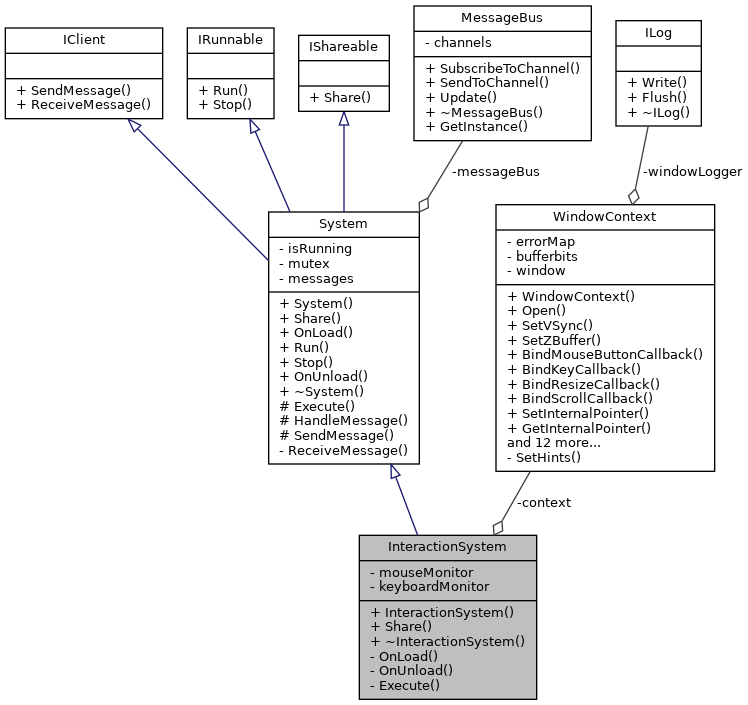 IClient
+ SendMessage()
+ ReceiveMessage()
IRunnable
+ Run()
+ Stop()
IShareable
+ Share()
MessageBus
- channels
+ SubscribeToChannel()
+ SendToChannel()
+ Update()
+ ~MessageBus()
+ GetInstance()
ILog
+ Write()
+ Flush()
+ ~ILog()
-messageBus
-windowLogger
System
- isRunning
- mutex
- messages
+ System()
+ Share()
+ OnLoad()
+ Run()
+ Stop()
+ OnUnload()
+ ~System()
# Execute()
# HandleMessage()
# SendMessage()
- ReceiveMessage()
WindowContext
- errorMap
- bufferbits
- window
+ WindowContext()
+ Open()
+ SetVSync()
+ SetZBuffer()
+ BindMouseButtonCallback()
+ BindKeyCallback()
+ BindResizeCallback()
+ BindScrollCallback()
+ SetInternalPointer()
+ GetInternalPointer()
and 12 more...
- SetHints()
-context
InteractionSystem
- mouseMonitor
- keyboardMonitor
+ InteractionSystem()
+ Share()
+ ~InteractionSystem()
- OnLoad()
- OnUnload()
- Execute()